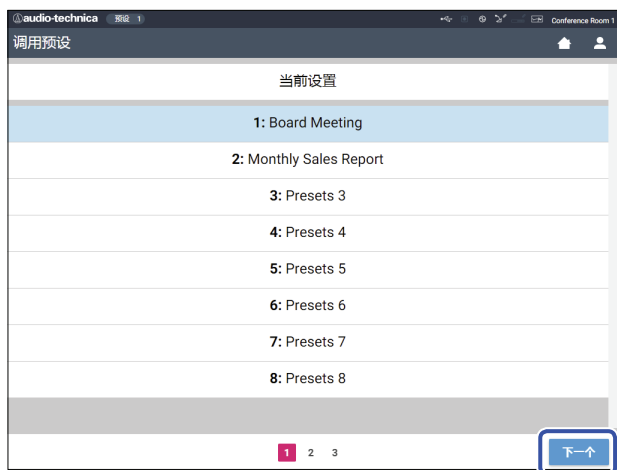 audio-technica 预设 1 Conference Room 1
调用预设
当前设置
1: Board Meeting
2: Monthly Sales Report
3: Presets 3
4: Presets 4
5: Presets 5
6: Presets 6
7: Presets 7
8: Presets 8
1 2 3 下一个